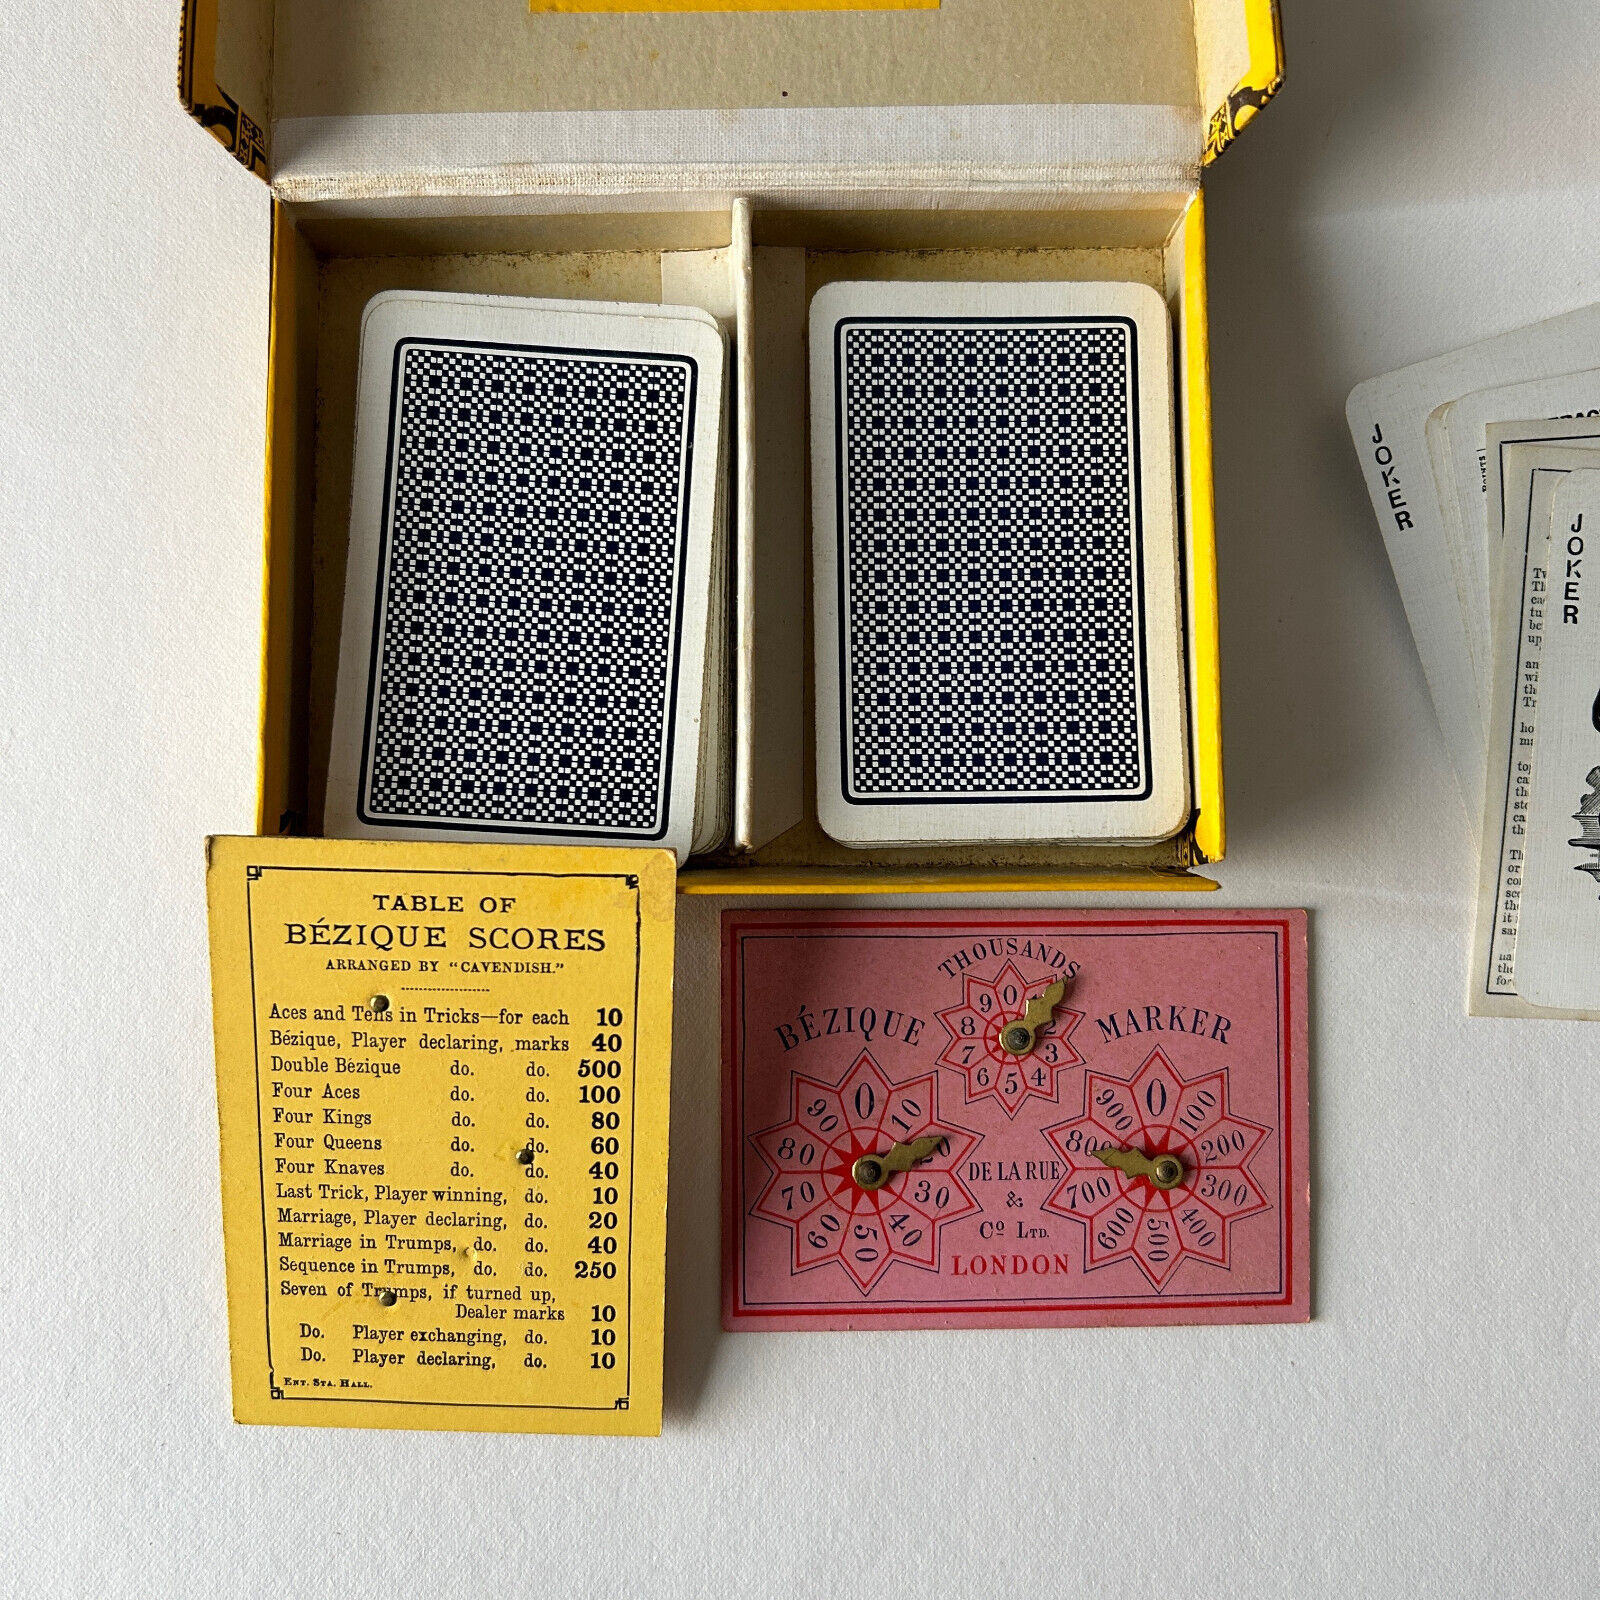 TABLE OF
BÉZIQUE SCORES
ARRANGED BY "CAVENDISH."
Aces and Tens in Tricks—for each 10
Bézique, Player declaring, marks 40
Double Bézique do. do. 500
Four Aces do. do. 100
Four Kings do. do. 80
Four Queens do. do. 60
Four Knaves do. do. 40
Last Trick, Player winning, do. 10
Marriage, Player declaring, do. 20
Marriage in Trumps, do. do. 40
Sequence in Trumps, do. do. 250
Seven of Trumps, if turned up,
Dealer marks 10
Do. Player exchanging, do. 10
Do. Player declaring, do. 10
ENT. STA. HALL.
THOUSANDS
0 2 3 4 5 6 7 8 9
BÉZIQUE MARKER
0 10 20 30 40 50 60 70 80 90
0 100 200 300 400 500 600 700 800 900
DE LA RUE
&
Cº LTD.
LONDON
JOKER
POINTS
JOKER